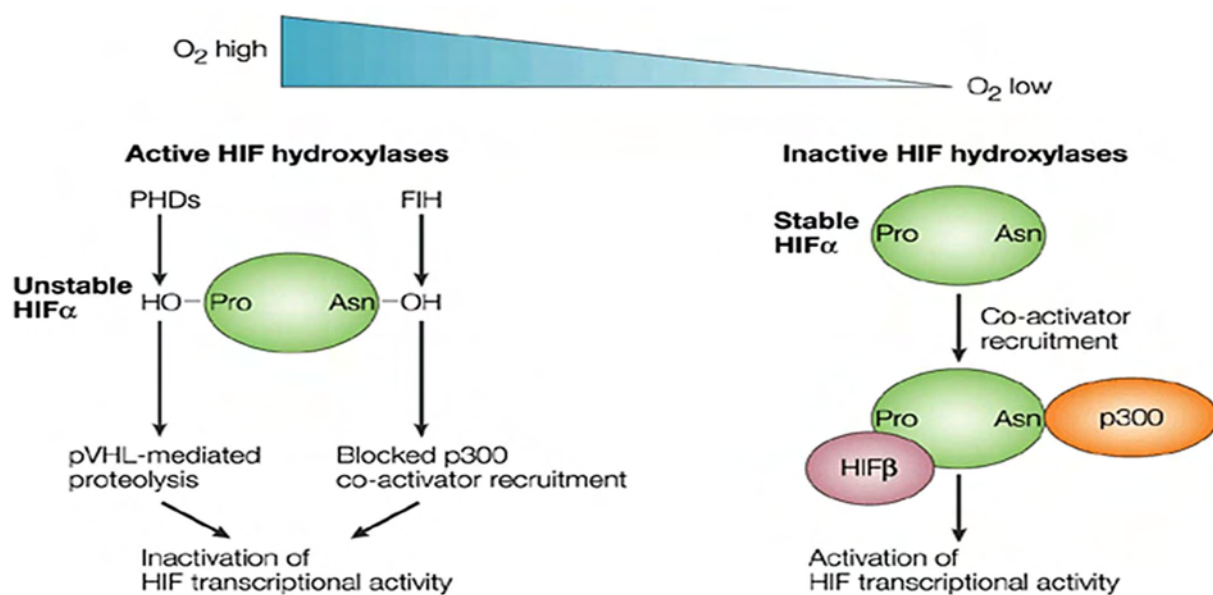 O₂ high
O₂ low
Active HIF hydroxylases
PHDs
FIH
Unstable
HIFα
HO-Pro
Asn-OH
pVHL-mediated
proteolysis
Blocked p300
co-activator recruitment
Inactivation of
HIF transcriptional activity
Inactive HIF hydroxylases
Stable
HIFα
Pro
Asn
Co-activator
recruitment
Pro
Asn
p300
HIFβ
Activation of
HIF transcriptional activity